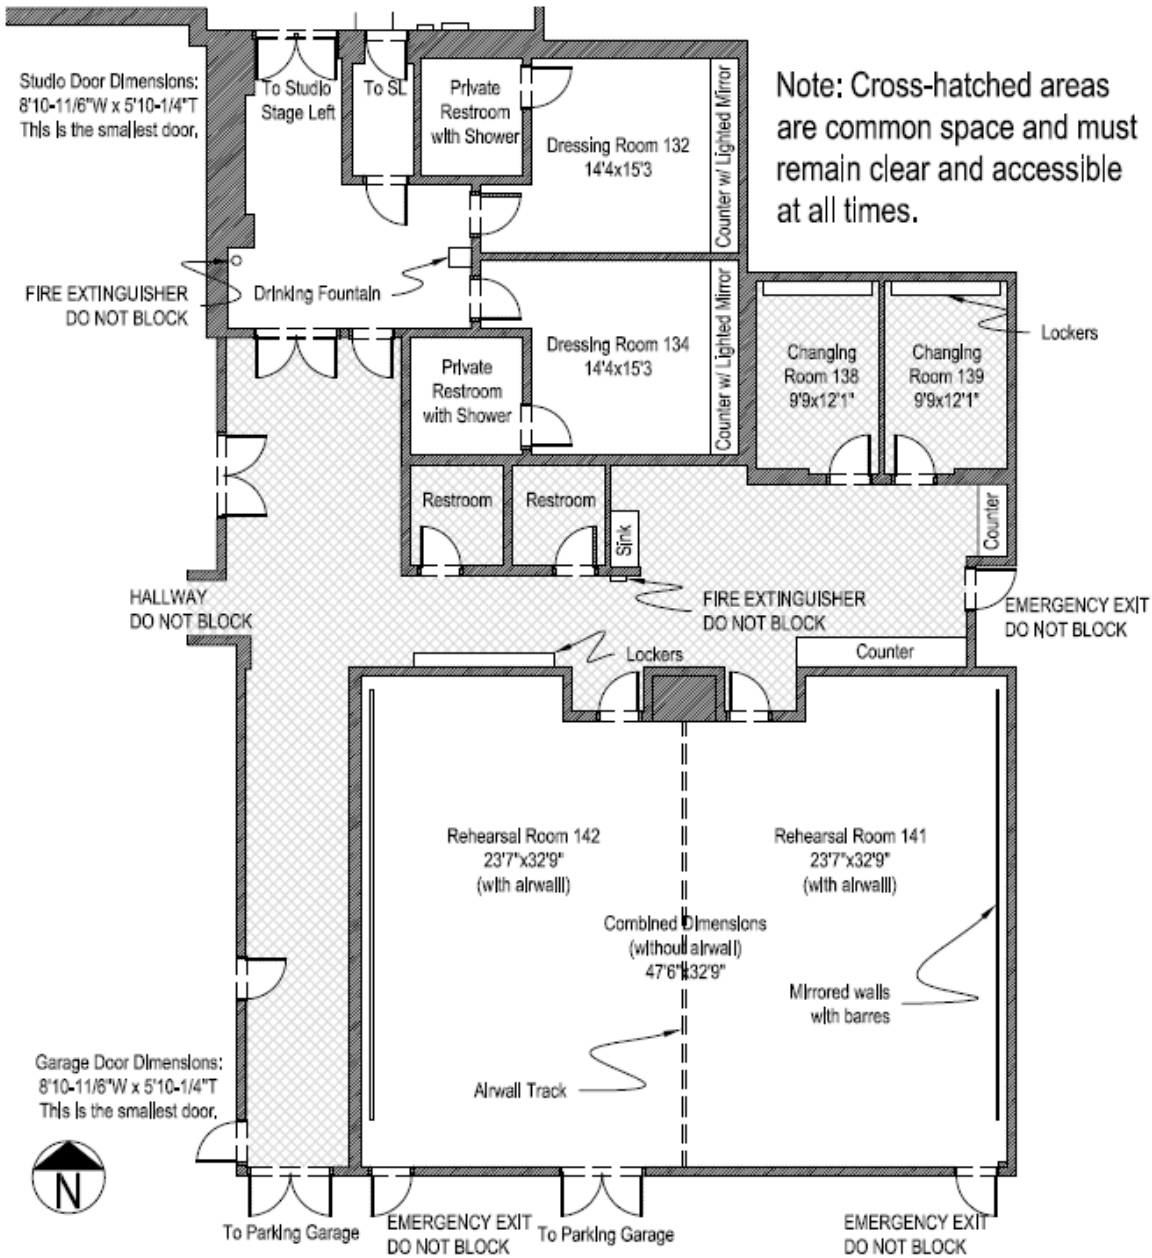 Studio Door Dimensions:
8'10-11/6"W x 5'10-1/4"T
This is the smallest door.
To Studio
Stage Left
To SL
Private
Restroom
with Shower
Dressing Room 132
14'4x15'3
Counter w/ Lighted Mirror
Note: Cross-hatched areas
are common space and must
remain clear and accessible
at all times.
FIRE EXTINGUISHER
DO NOT BLOCK
Drinking Fountain
Private
Restroom
with Shower
Dressing Room 134
14'4x15'3
Counter w/ Lighted Mirror
Changing
Room 138
9'9x12'1"
Changing
Room 139
9'9x12'1"
Lockers
Restroom
Restroom
Sink
Counter
HALLWAY
DO NOT BLOCK
FIRE EXTINGUISHER
DO NOT BLOCK
EMERGENCY EXIT
DO NOT BLOCK
Lockers
Counter
Rehearsal Room 142
23'7"x32'9"
(with airwalll)
Rehearsal Room 141
23'7"x32'9"
(with airwall)
Combined Dimensions
(without airwall)
47'6"x32'9"
Mirrored walls
with barres
Airwall Track
Garage Door Dimensions:
8'10-11/6"W x 5'10-1/4"T
This is the smallest door.
N
To Parking Garage
EMERGENCY EXIT
DO NOT BLOCK
To Parking Garage
EMERGENCY EXIT
DO NOT BLOCK